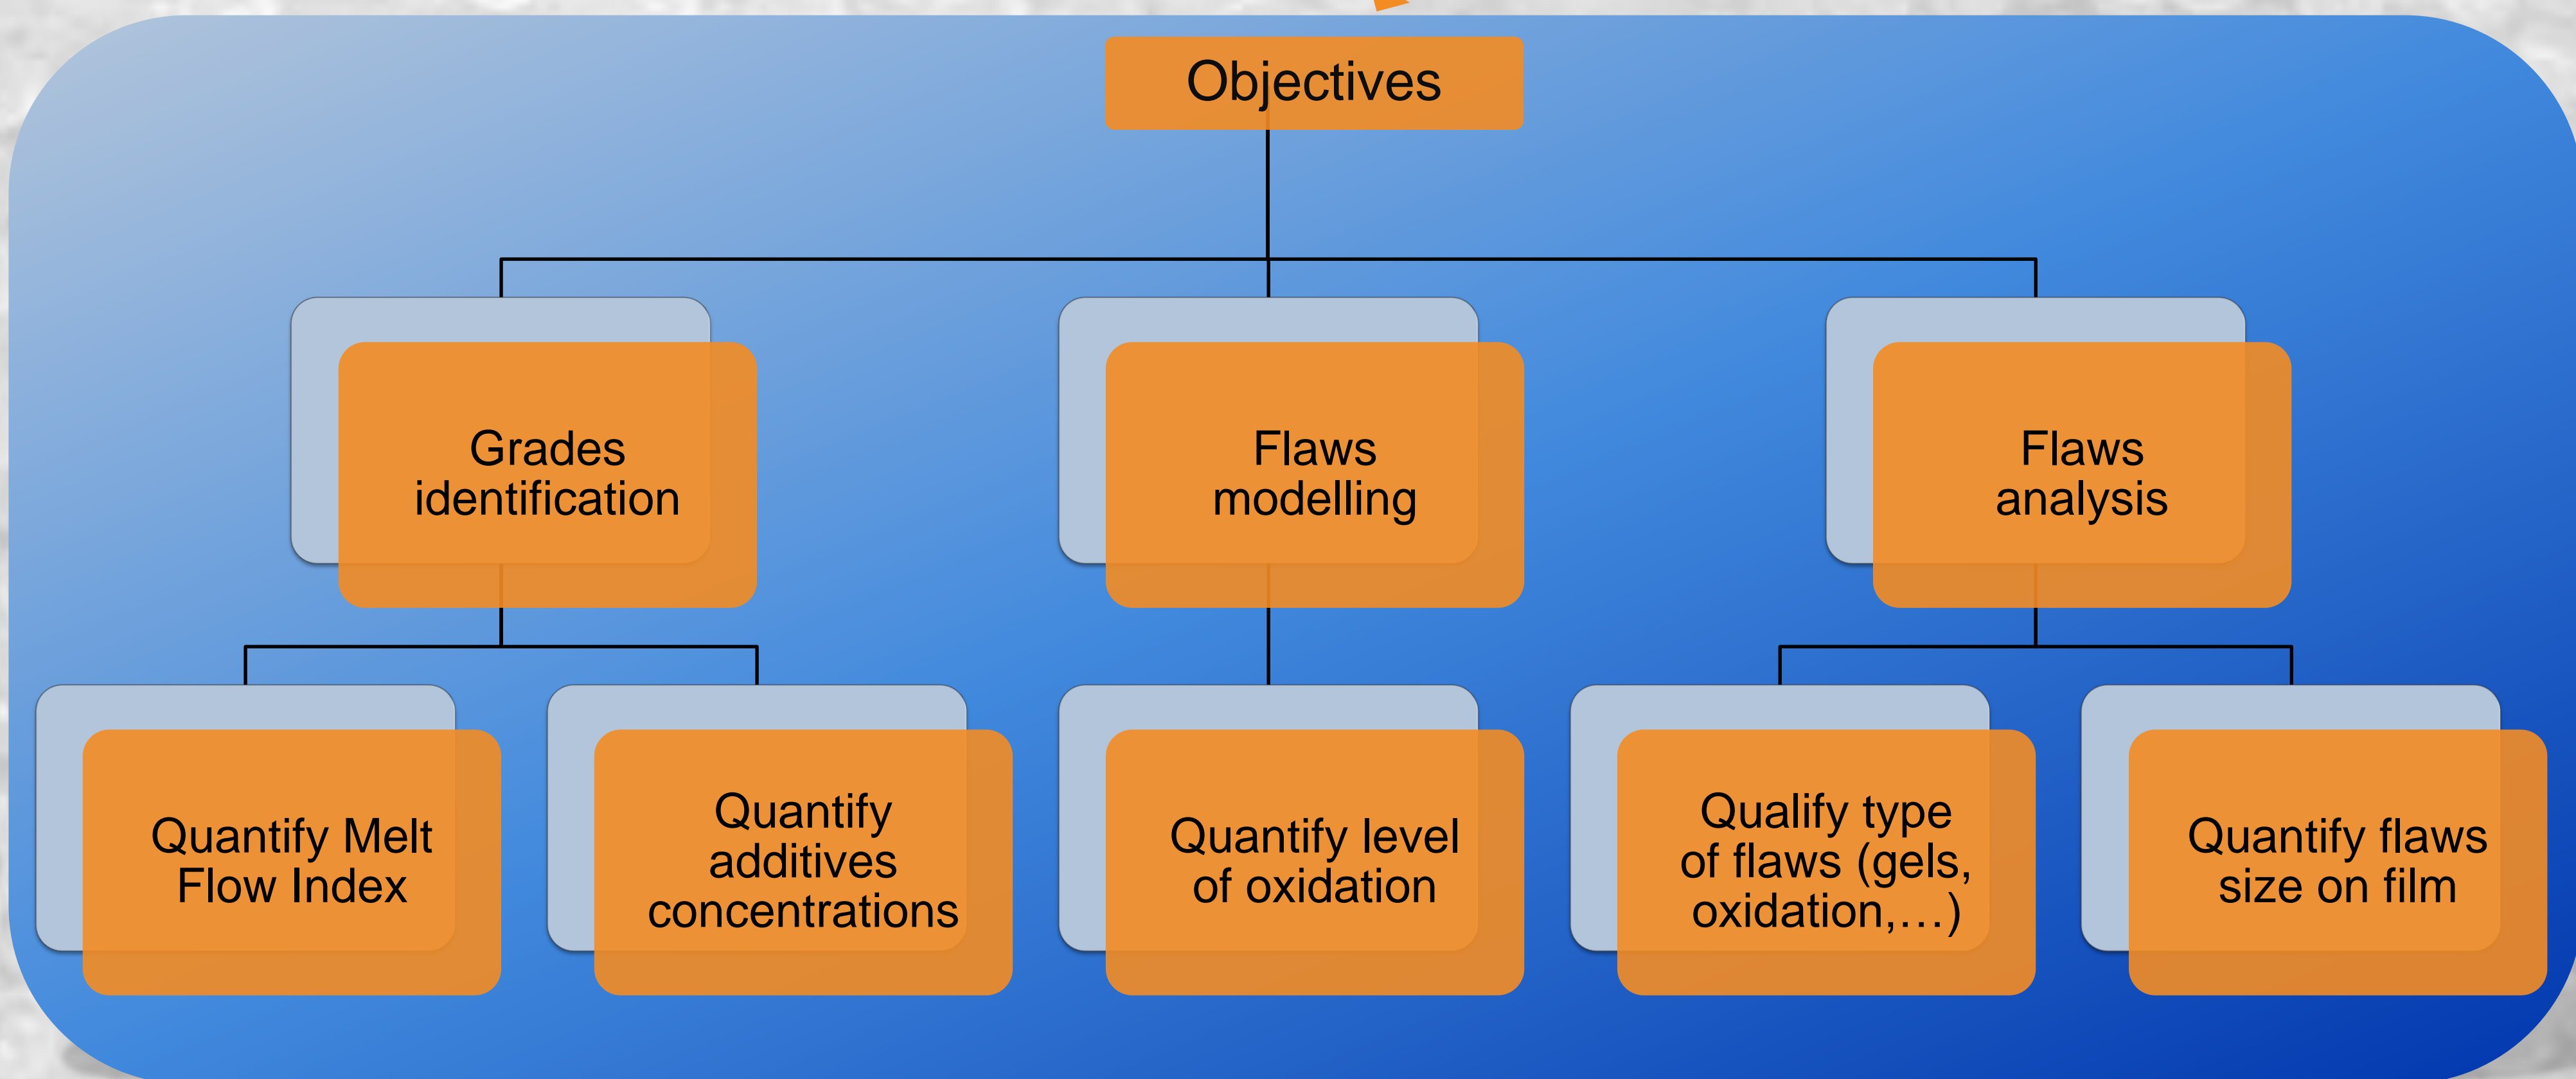 Objectives
Grades
identification
Flaws
modelling
Flaws
analysis
Quantify Melt
Flow Index
Quantify
additives
concentrations
Quantify level
of oxidation
Qualify type
of flaws (gels,
oxidation,…)
Quantify flaws
size on film